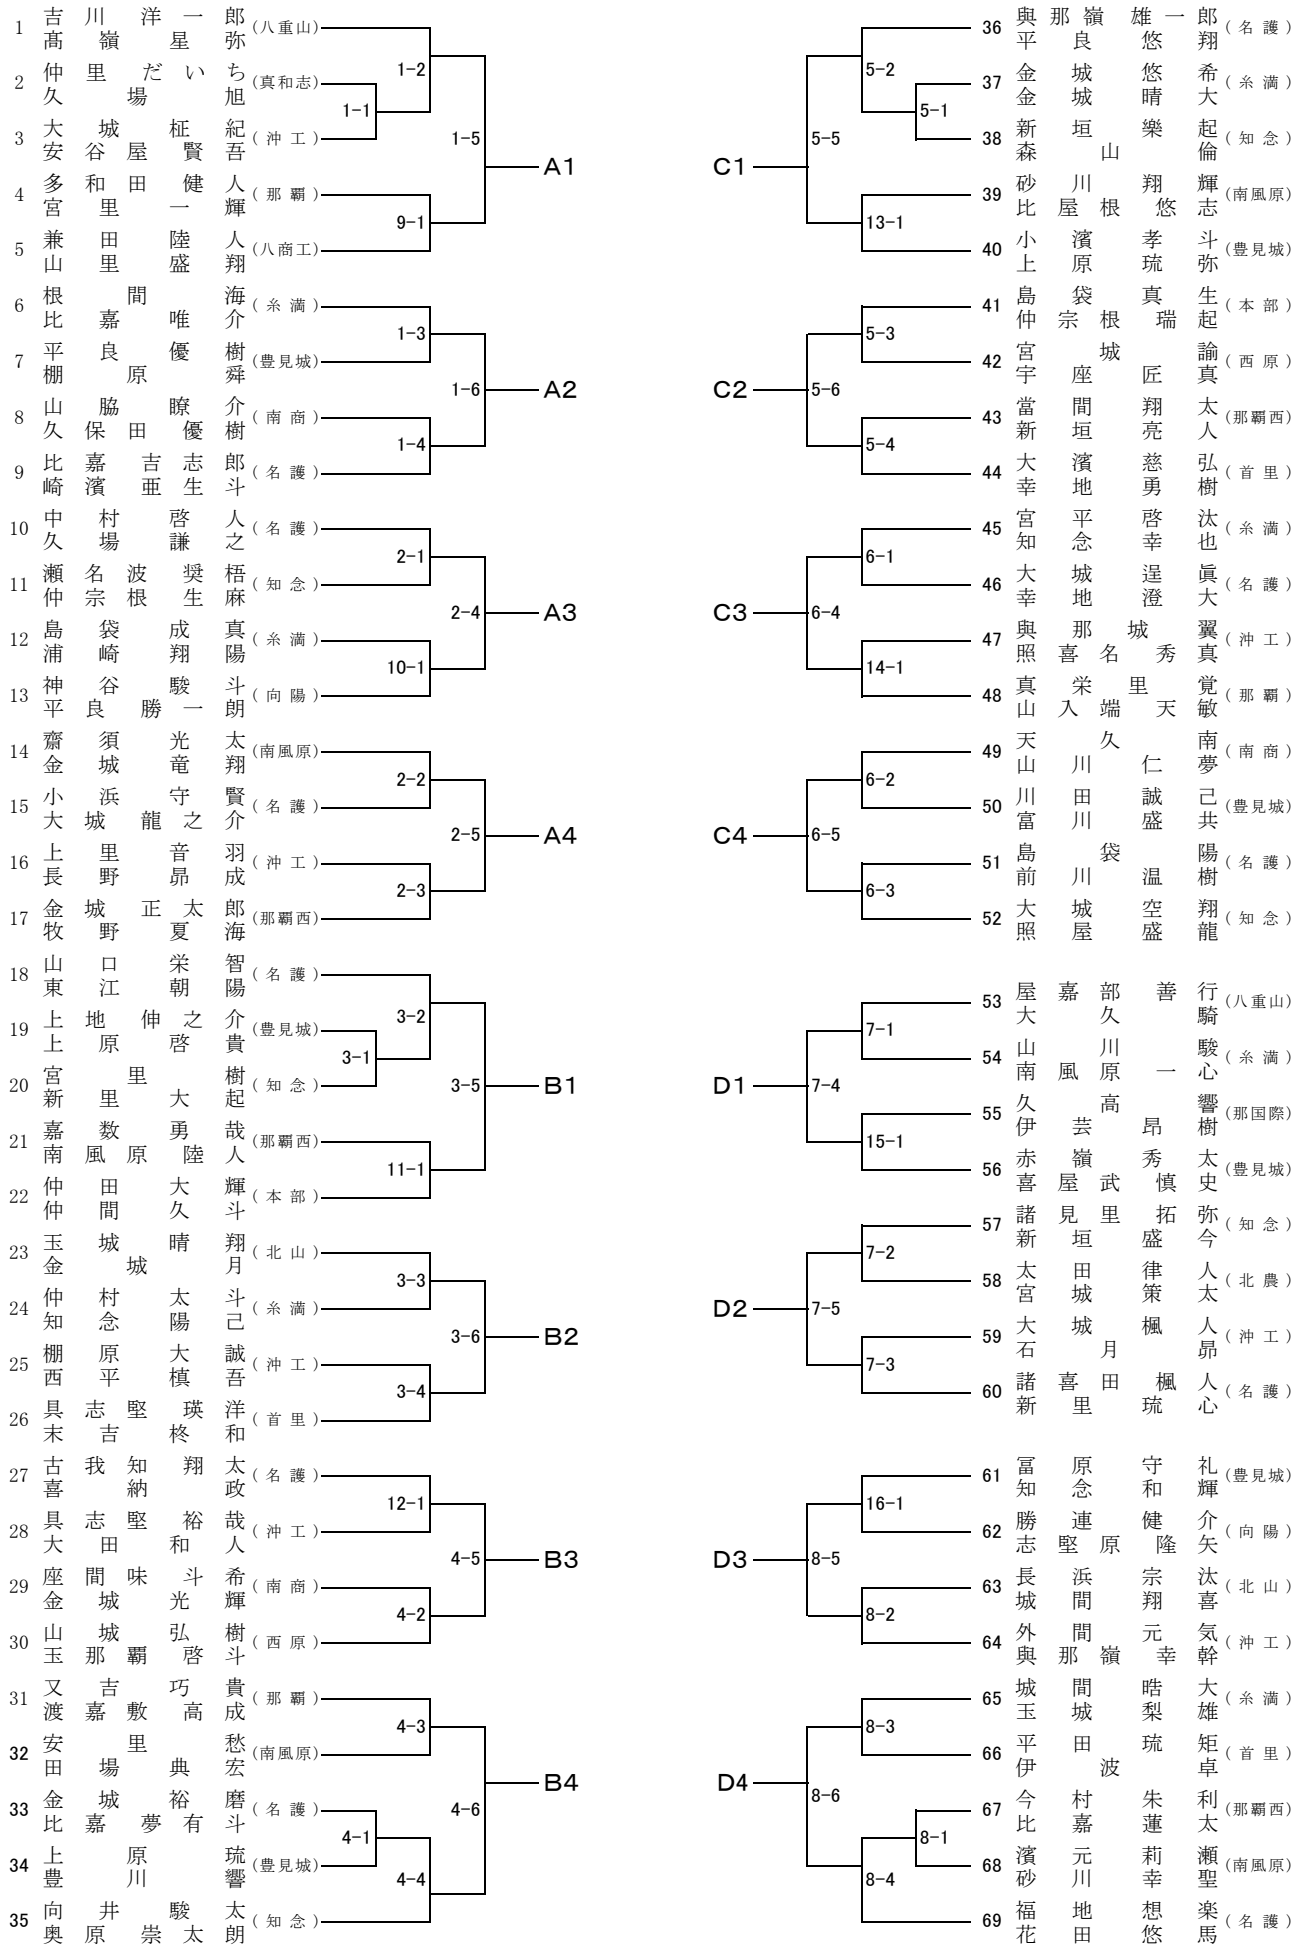 1 吉川洋一郎 (八重山)
髙嶺星弥
2 仲里だいち (真和志)
久場旭
3 大城柾紀 (沖工)
安谷屋賢吾
4 多和田健人 (那覇)
宮里一輝
5 兼田陸人 (八商工)
山里盛翔
1-2
1-1
1-5
9-1
A1
6 根間海 (糸満)
比嘉唯介
7 平良優樹 (豊見城)
棚原舜
8 山脇瞭介 (南商)
久保田優樹
9 比嘉吉志郎 (名護)
崎濱亜生斗
1-3
1-6
1-4
A2
10 中村啓人 (名護)
久場謙之
11 瀬名波奨梧 (知念)
仲宗根生麻
12 島袋成真 (糸満)
浦崎翔陽
13 神谷駿斗 (向陽)
平良勝一朗
2-1
2-4
10-1
A3
14 齋須光太 (南風原)
金城竜翔
15 小浜守賢 (名護)
大城龍之介
16 上里音羽 (沖工)
長野昴成
17 金城正太郎 (那覇西)
牧野夏海
2-2
2-5
2-3
A4
18 山口栄智 (名護)
東江朝陽
19 上地伸之介 (豊見城)
上原啓貴
20 宮里樹 (知念)
新里大起
21 嘉数勇哉 (那覇西)
南風原陸人
22 仲田大輝 (本部)
仲間久斗
3-2
3-1
3-5
11-1
B1
23 玉城晴翔 (北山)
金城月
24 仲村太斗 (糸満)
知念陽己
25 棚原大誠 (沖工)
西平槙吾
26 具志堅瑛洋 (首里)
末吉柊和
3-3
3-6
3-4
B2
27 古我知翔太 (名護)
喜納政
28 具志堅裕哉 (沖工)
大田和人
29 座間味斗希 (南商)
金城光輝
30 山城弘樹 (西原)
玉那覇啓斗
12-1
4-5
4-2
B3
31 又吉巧貴 (那覇)
渡嘉敷高成
32 安里愁 (南風原)
田場典宏
33 金城裕磨 (名護)
比嘉夢有斗
34 上原琉 (豊見城)
豊川響
35 向井駿太 (知念)
奥原崇太朗
4-3
4-6
4-1
4-4
B4
36 與那嶺雄一郎 (名護)
平良悠翔
37 金城悠希 (糸満)
金城晴大
38 新垣樂起 (知念)
森山倫
39 砂川翔輝 (南風原)
比屋根悠志
40 小濱孝斗 (豊見城)
上原琉弥
5-2
5-1
5-5
13-1
C1
41 島袋真生 (本部)
仲宗根瑞起
42 宮城諭 (西原)
宇座匠真
43 當間翔太 (那覇西)
新垣亮人
44 大濱慈弘 (首里)
幸地勇樹
5-3
5-6
5-4
C2
45 宮平啓汰 (糸満)
知念幸也
46 大城逞眞 (名護)
幸地澄大
47 與那城翼 (沖工)
照喜名秀真
48 真栄里覚 (那覇)
山入端天敏
6-1
6-4
14-1
C3
49 天久南 (南商)
山川仁夢
50 川田誠己 (豊見城)
富川盛共
51 島袋陽 (名護)
前川温樹
52 大城空翔 (知念)
照屋盛龍
6-2
6-5
6-3
C4
53 屋嘉部善行 (八重山)
大久騎
54 山川駿 (糸満)
南風原一心
55 久高響 (那国際)
伊芸昂樹
56 赤嶺秀太 (豊見城)
喜屋武慎史
7-1
7-4
15-1
D1
57 諸見里拓弥 (知念)
新垣盛今
58 太田律人 (北農)
宮城策太
59 大城楓人 (沖工)
石月昴
60 諸喜田楓人 (名護)
新里琉心
7-2
7-5
7-3
D2
61 冨原守礼 (豊見城)
知念和輝
62 勝連健介 (向陽)
志堅原隆矢
63 長浜宗汰 (北山)
城間翔喜
64 外間元気 (沖工)
與那嶺幸幹
16-1
8-5
8-2
D3
65 城間晧大 (糸満)
玉城梨雄
66 平田琉矩 (首里)
伊波卓
67 今村朱利 (那覇西)
比嘉蓮太
68 濱元莉瀬 (南風原)
砂川幸聖
69 福地想楽 (名護)
花田悠馬
8-3
8-6
8-1
8-4
D4